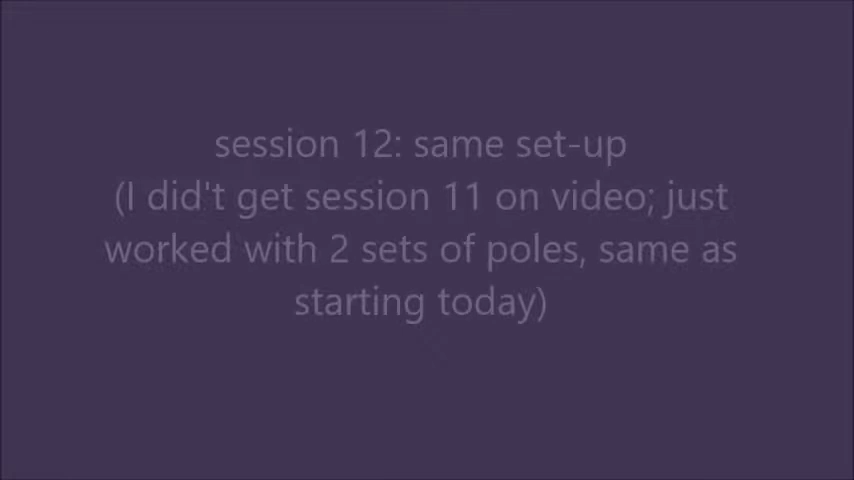 session 12: same set-up
(I did't get session 11 on video; just
worked with 2 sets of poles, same as
starting today)